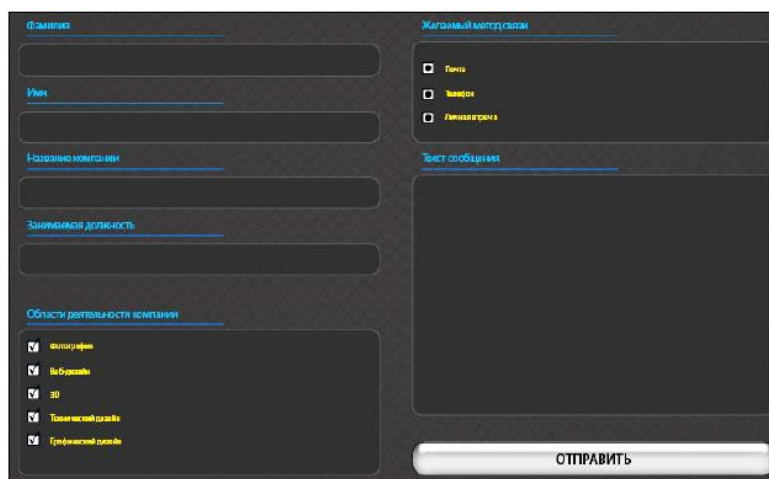 Фамилия
Имя
Название компании
Занимаемая должность
Области деятельности компании
Фотография
Веб-дизайн
3D
Технический дизайн
Графический дизайн
Желаемый метод связи
Почта
Телефон
Личная встреча
Текст сообщения
ОТПРАВИТЬ